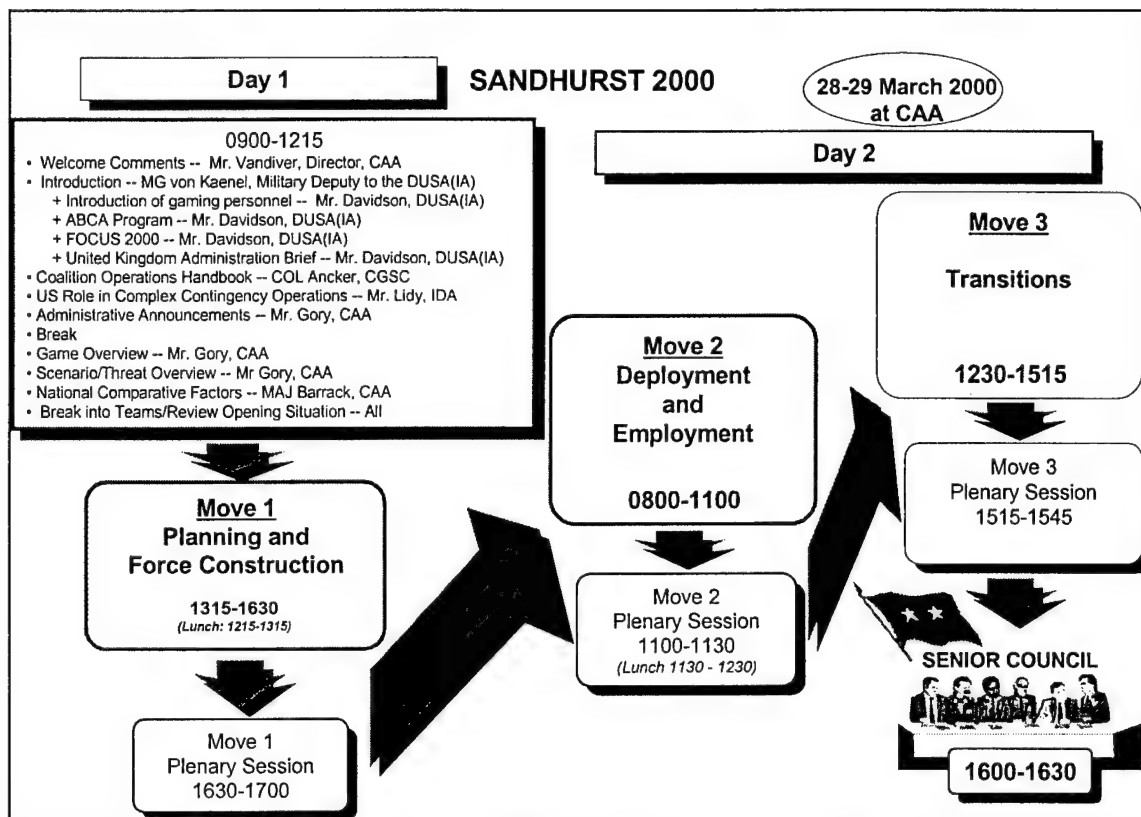 Day 1
SANDHURST 2000
28-29 March 2000
at CAA
0900-1215
• Welcome Comments -- Mr. Vandiver, Director, CAA
• Introduction -- MG von Kaenel, Military Deputy to the DUSA(IA)
+ Introduction of gaming personnel -- Mr. Davidson, DUSA(IA)
+ ABCA Program -- Mr. Davidson, DUSA(IA)
+ FOCUS 2000 -- Mr. Davidson, DUSA(IA)
+ United Kingdom Administration Brief -- Mr. Davidson, DUSA(IA)
• Coalition Operations Handbook -- COL Ancker, CGSC
• US Role in Complex Contingency Operations -- Mr. Lidy, IDA
• Administrative Announcements -- Mr. Gory, CAA
• Break
• Game Overview -- Mr. Gory, CAA
• Scenario/Threat Overview -- Mr Gory, CAA
• National Comparative Factors -- MAJ Barrack, CAA
• Break into Teams/Review Opening Situation -- All
Move 1
Planning and
Force Construction
1315-1630
(Lunch: 1215-1315)
Move 1
Plenary Session
1630-1700
Day 2
Move 2
Deployment
and
Employment
0800-1100
Move 2
Plenary Session
1100-1130
(Lunch 1130 - 1230)
Move 3
Transitions
1230-1515
Move 3
Plenary Session
1515-1545
SENIOR COUNCIL
1600-1630